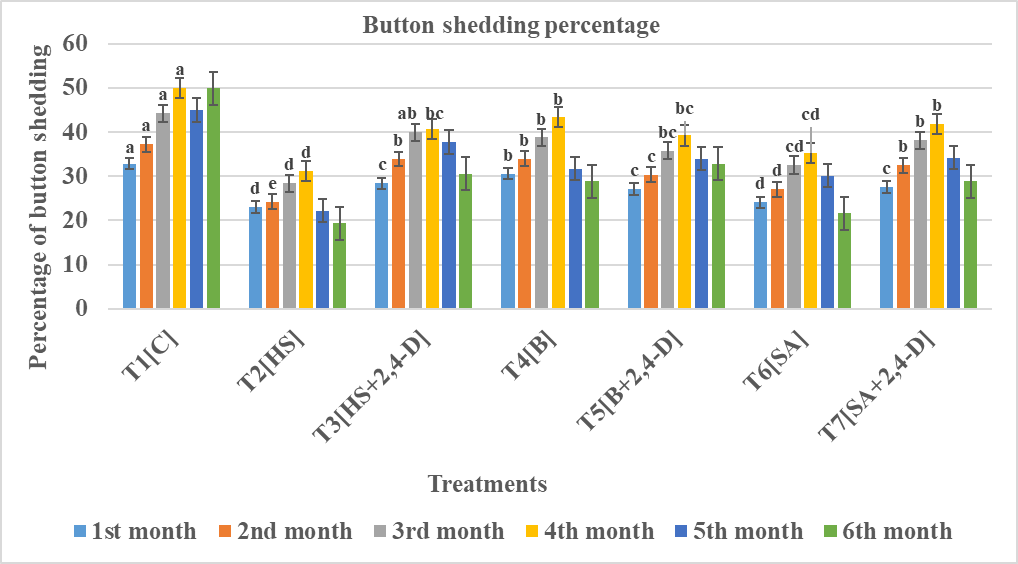 Button shedding percentage
Percentage of button shedding
60
50
40
30
20
10
0
a a a a
d e d d
c b ab bc
b b b b
c c bc bc
d d cd cd
c b b b
T1[C]
T2[HS]
T3[HS+2,4-D]
T4[B]
T5[B+2,4-D]
T6[SA]
T7[SA+2,4-D]
Treatments
1st month 2nd month 3rd month 4th month 5th month 6th month